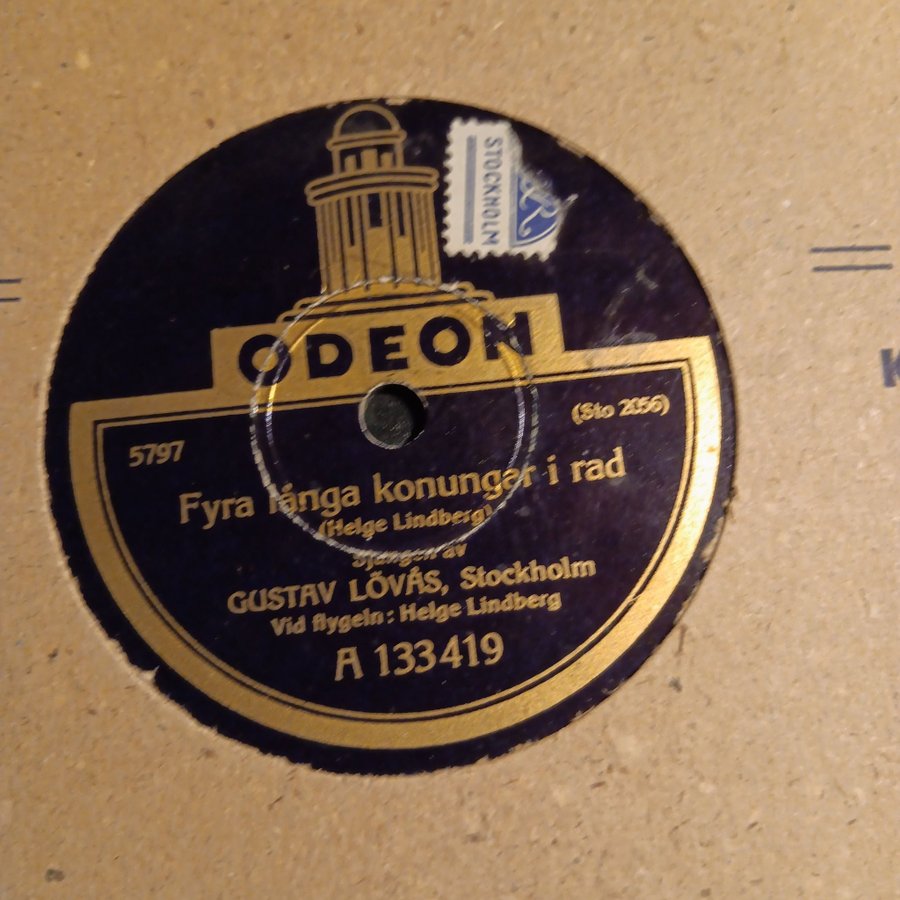 STOCKHOLM
ODEON
5797
(Sto 2056)
Fyra långa konungar i rad
(Helge Lindberg)
Sjungen av
GUSTAV LÖVÅS, Stockholm
Vid flygeln: Helge Lindberg
A 133419
K